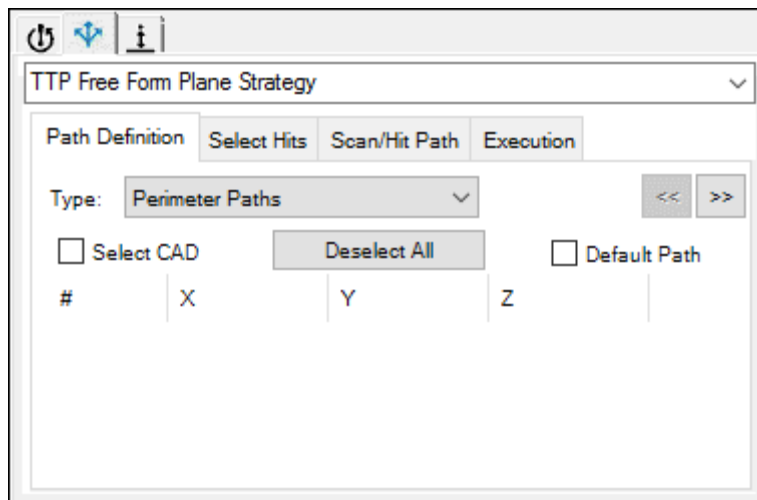 TTP Free Form Plane Strategy
Path Definition Select Hits Scan/Hit Path Execution
Type: Perimeter Paths << >>
Select CAD Deselect All Default Path
# X Y Z